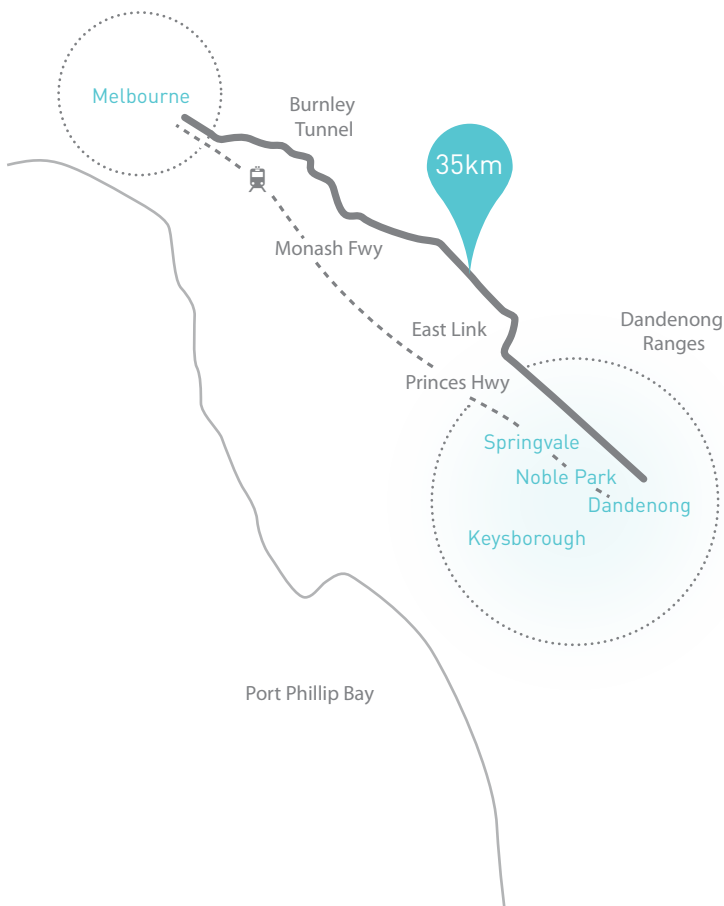 Melbourne
Burnley
Tunnel
35km
Monash Fwy
East Link
Dandenong
Ranges
Princes Hwy
Springvale
Noble Park
Dandenong
Keysborough
Port Phillip Bay